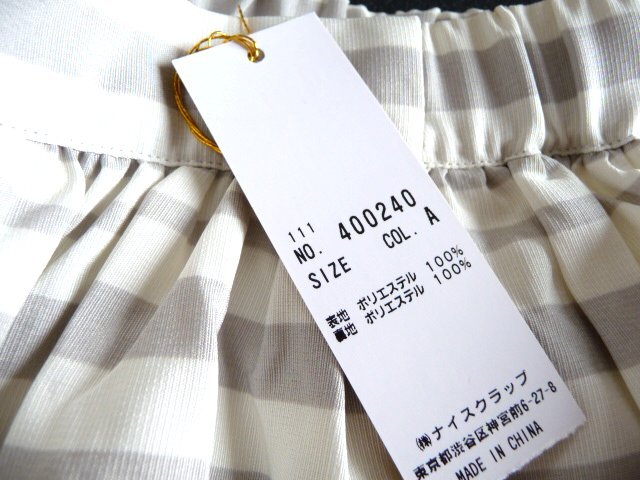 111
NO. 400240
SIZE COL. A
表地 ポリエステル 100%
裏地 ポリエステル 100%
㈱ナイスクラップ
東京都渋谷区神宮前6-27-8
MADE IN CHINA